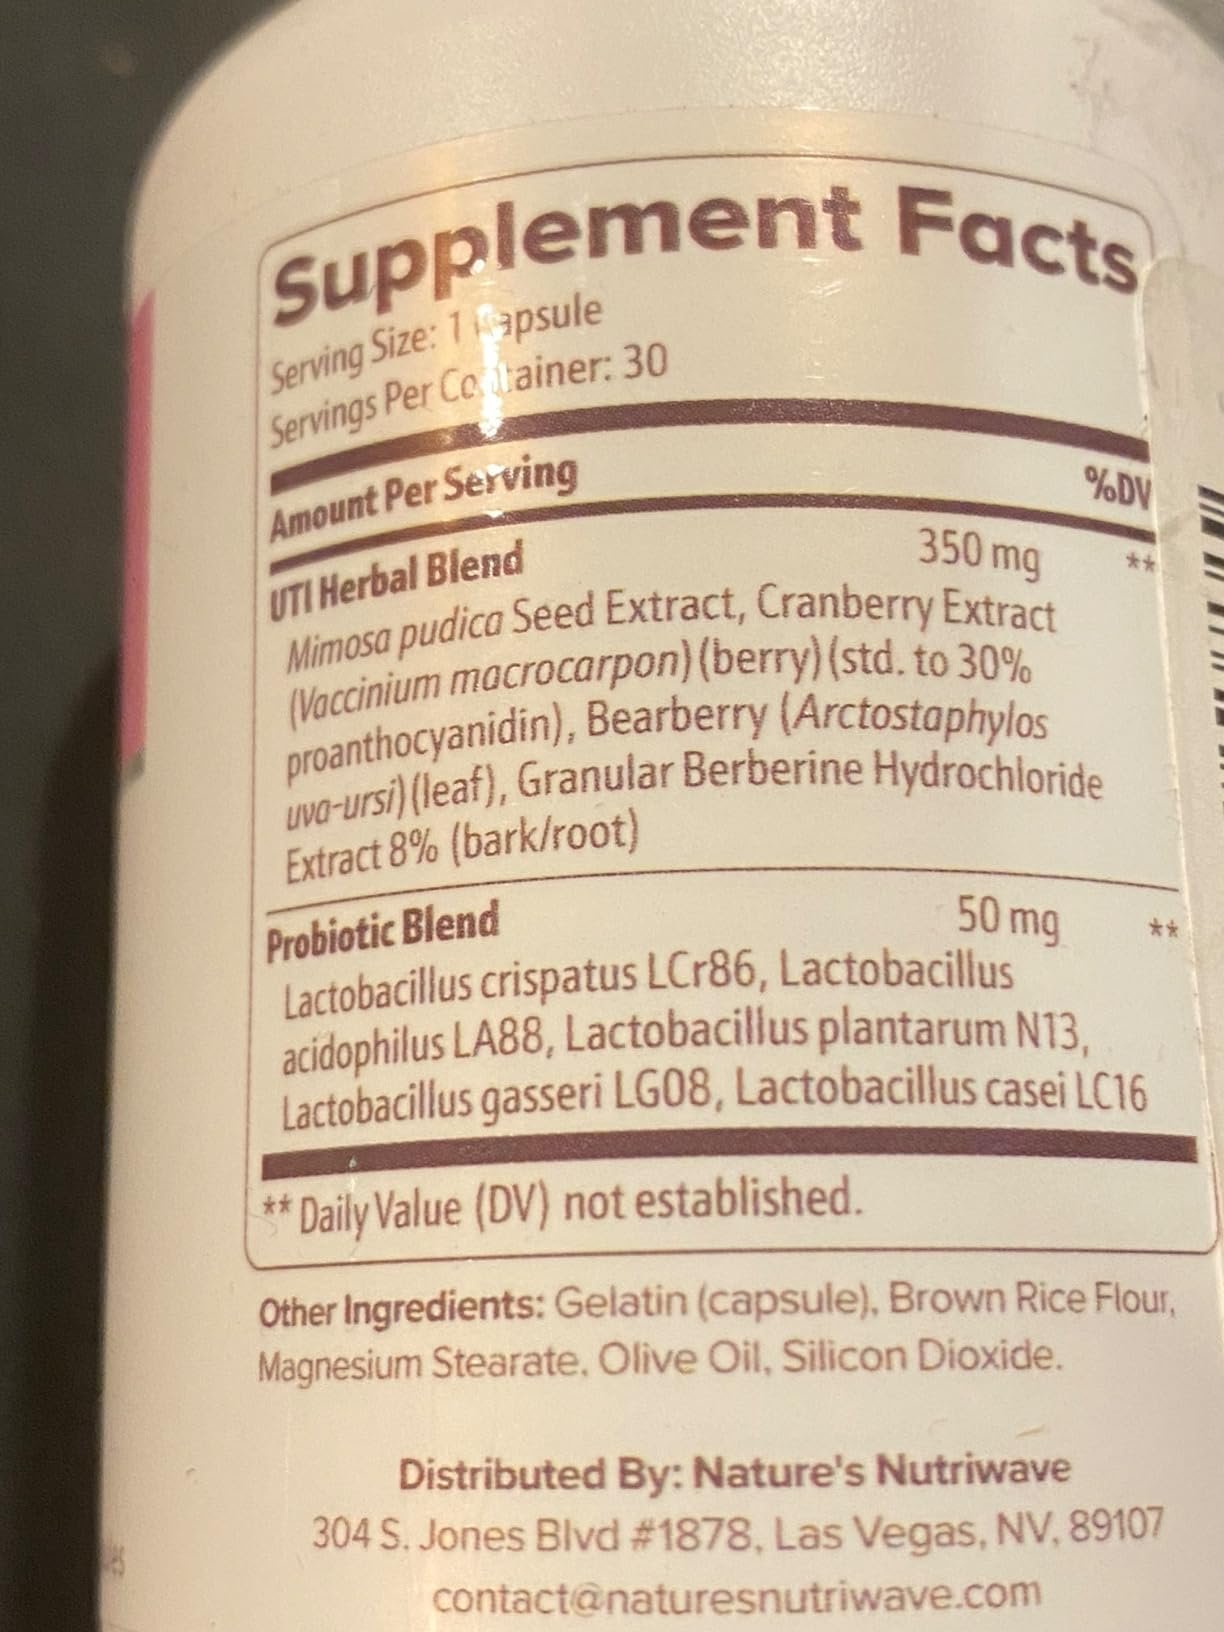 Supplement Facts
Serving Size: 1 Capsule
Servings Per Container: 30
Amount Per Serving %DV
UTI Herbal Blend 350 mg **
Mimosa pudica Seed Extract, Cranberry Extract
(Vaccinium macrocarpon) (berry) (std. to 30%
proanthocyanidin), Bearberry (Arctostaphylos
uva-ursi) (leaf), Granular Berberine Hydrochloride
Extract 8% (bark/root)
Probiotic Blend 50 mg **
Lactobacillus crispatus LCr86, Lactobacillus
acidophilus LA88, Lactobacillus plantarum N13,
Lactobacillus gasseri LG08, Lactobacillus casei LC16
** Daily Value (DV) not established.
Other Ingredients: Gelatin (capsule), Brown Rice Flour,
Magnesium Stearate, Olive Oil, Silicon Dioxide.
Distributed By: Nature's Nutriwave
304 S. Jones Blvd #1878, Las Vegas, NV, 89107
contact@naturesnutriwave.com